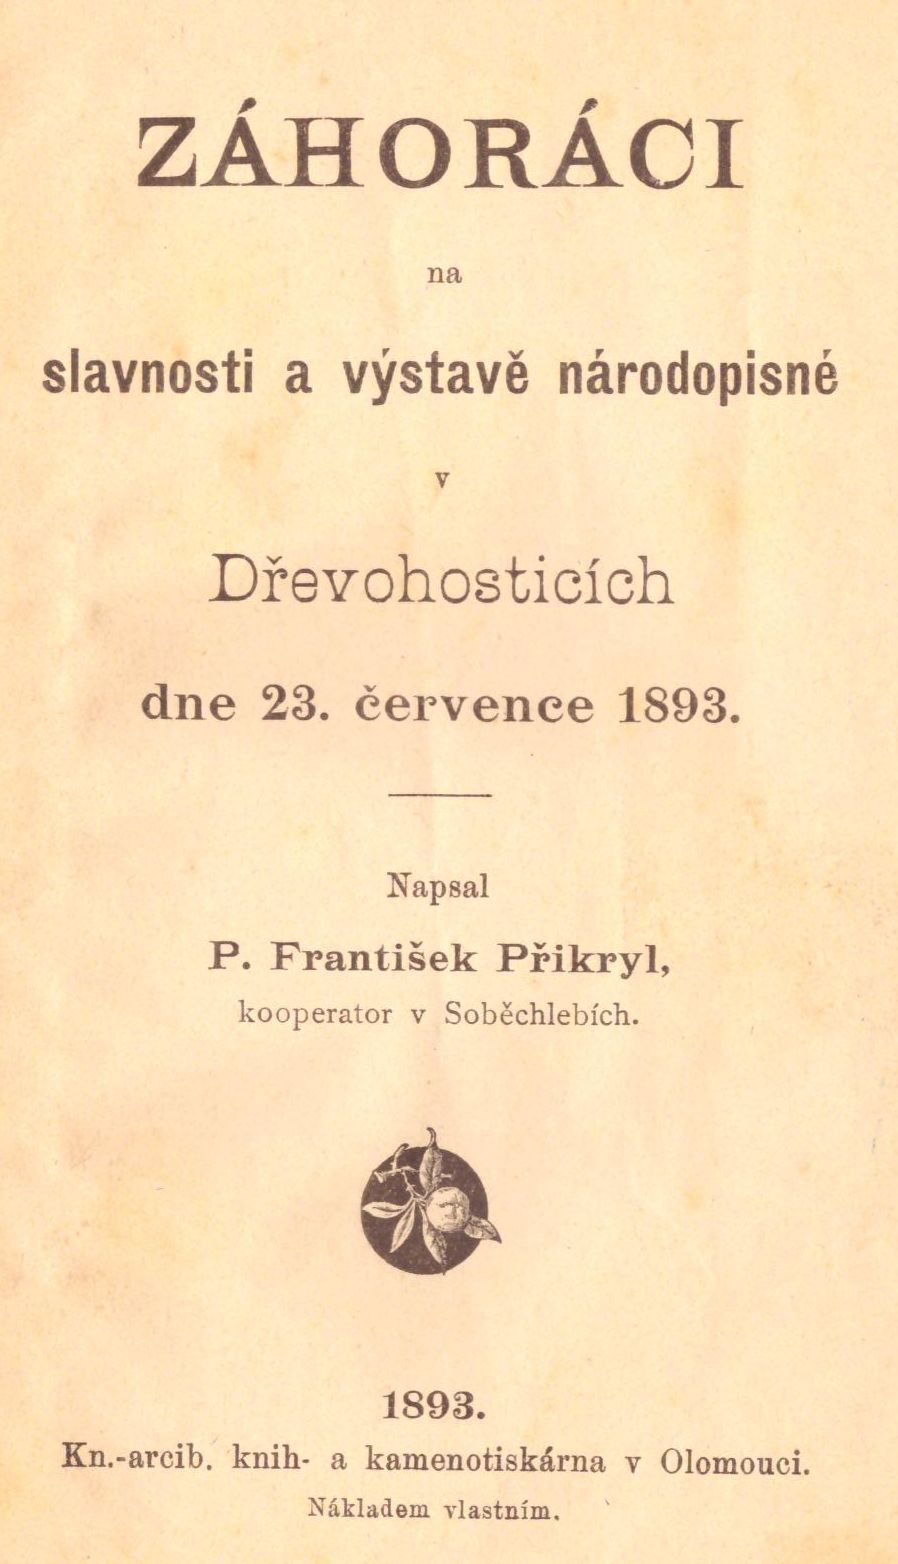 ZÁHORÁCI
na
slavnosti a výstavě národopisné
v
Dřevohosticích
dne 23. července 1893.
Napsal
P. František Přikryl,
kooperator v Soběchlebích.
1893.
Kn.-arcib. knih- a kamenotiskárna v Olomouci.
Nákladem vlastním.